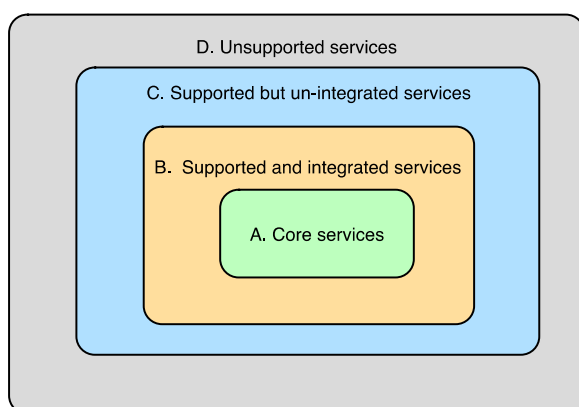 D. Unsupported services
C. Supported but un-integrated services
B. Supported and integrated services
A. Core services